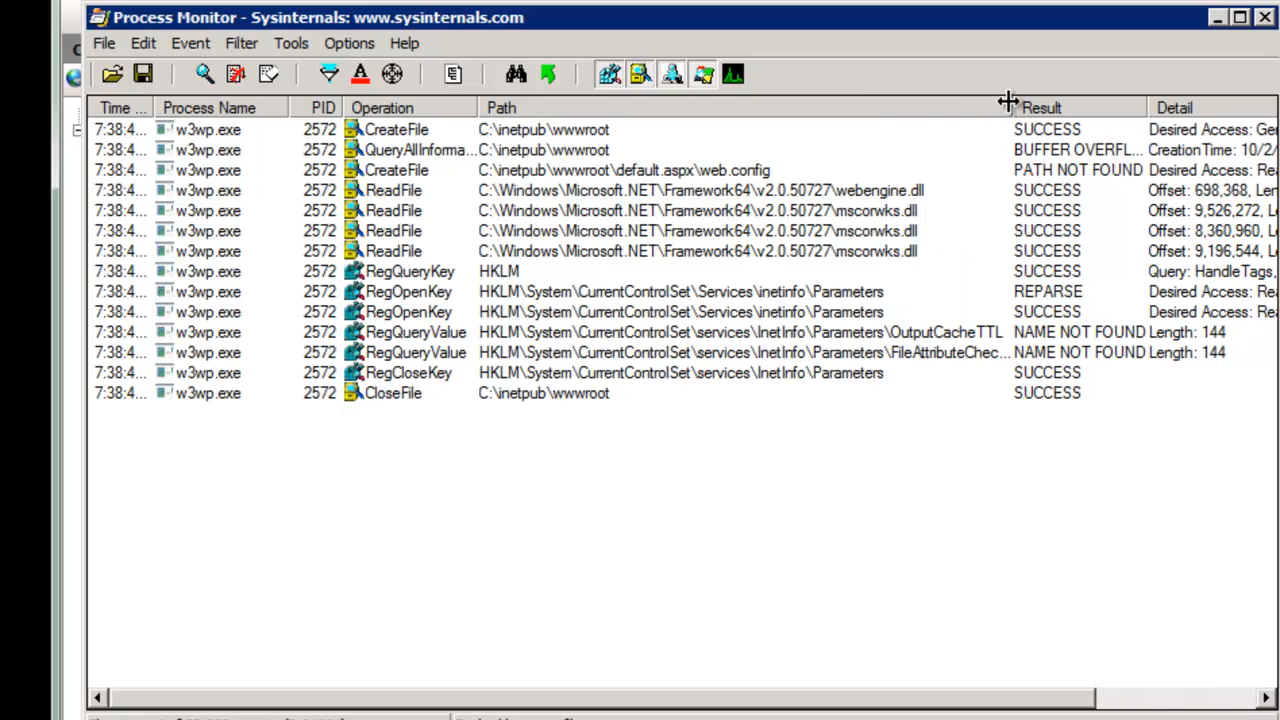 Process Monitor - Sysinternals: www.sysinternals.com
File Edit Event Filter Tools Options Help
Time ... Process Name PID Operation Path Result Detail
7:38:4... w3wp.exe 2572 CreateFile C:\inetpub\wwwroot SUCCESS Desired Access: Ge
7:38:4... w3wp.exe 2572 QueryAllInforma... C:\inetpub\wwwroot BUFFER OVERFL... CreationTime: 10/2/
7:38:4... w3wp.exe 2572 CreateFile C:\inetpub\wwwroot\default.aspx\web.config PATH NOT FOUND Desired Access: Rea
7:38:4... w3wp.exe 2572 ReadFile C:\Windows\Microsoft.NET\Framework64\v2.0.50727\webengine.dll SUCCESS Offset: 698,368, Len
7:38:4... w3wp.exe 2572 ReadFile C:\Windows\Microsoft.NET\Framework64\v2.0.50727\mscorwks.dll SUCCESS Offset: 9,526,272, Le
7:38:4... w3wp.exe 2572 ReadFile C:\Windows\Microsoft.NET\Framework64\v2.0.50727\mscorwks.dll SUCCESS Offset: 8,360,960, Le
7:38:4... w3wp.exe 2572 ReadFile C:\Windows\Microsoft.NET\Framework64\v2.0.50727\mscorwks.dll SUCCESS Offset: 9,196,544, Le
7:38:4... w3wp.exe 2572 RegQueryKey HKLM SUCCESS Query: HandleTags,
7:38:4... w3wp.exe 2572 RegOpenKey HKLM\System\CurrentControlSet\Services\inetinfo\Parameters REPARSE Desired Access: Rea
7:38:4... w3wp.exe 2572 RegOpenKey HKLM\System\CurrentControlSet\Services\inetinfo\Parameters SUCCESS Desired Access: Rea
7:38:4... w3wp.exe 2572 RegQueryValue HKLM\System\CurrentControlSet\services\InetInfo\Parameters\OutputCacheTTL NAME NOT FOUND Length: 144
7:38:4... w3wp.exe 2572 RegQueryValue HKLM\System\CurrentControlSet\services\InetInfo\Parameters\FileAttributeChec... NAME NOT FOUND Length: 144
7:38:4... w3wp.exe 2572 RegCloseKey HKLM\System\CurrentControlSet\services\InetInfo\Parameters SUCCESS
7:38:4... w3wp.exe 2572 CloseFile C:\inetpub\wwwroot SUCCESS